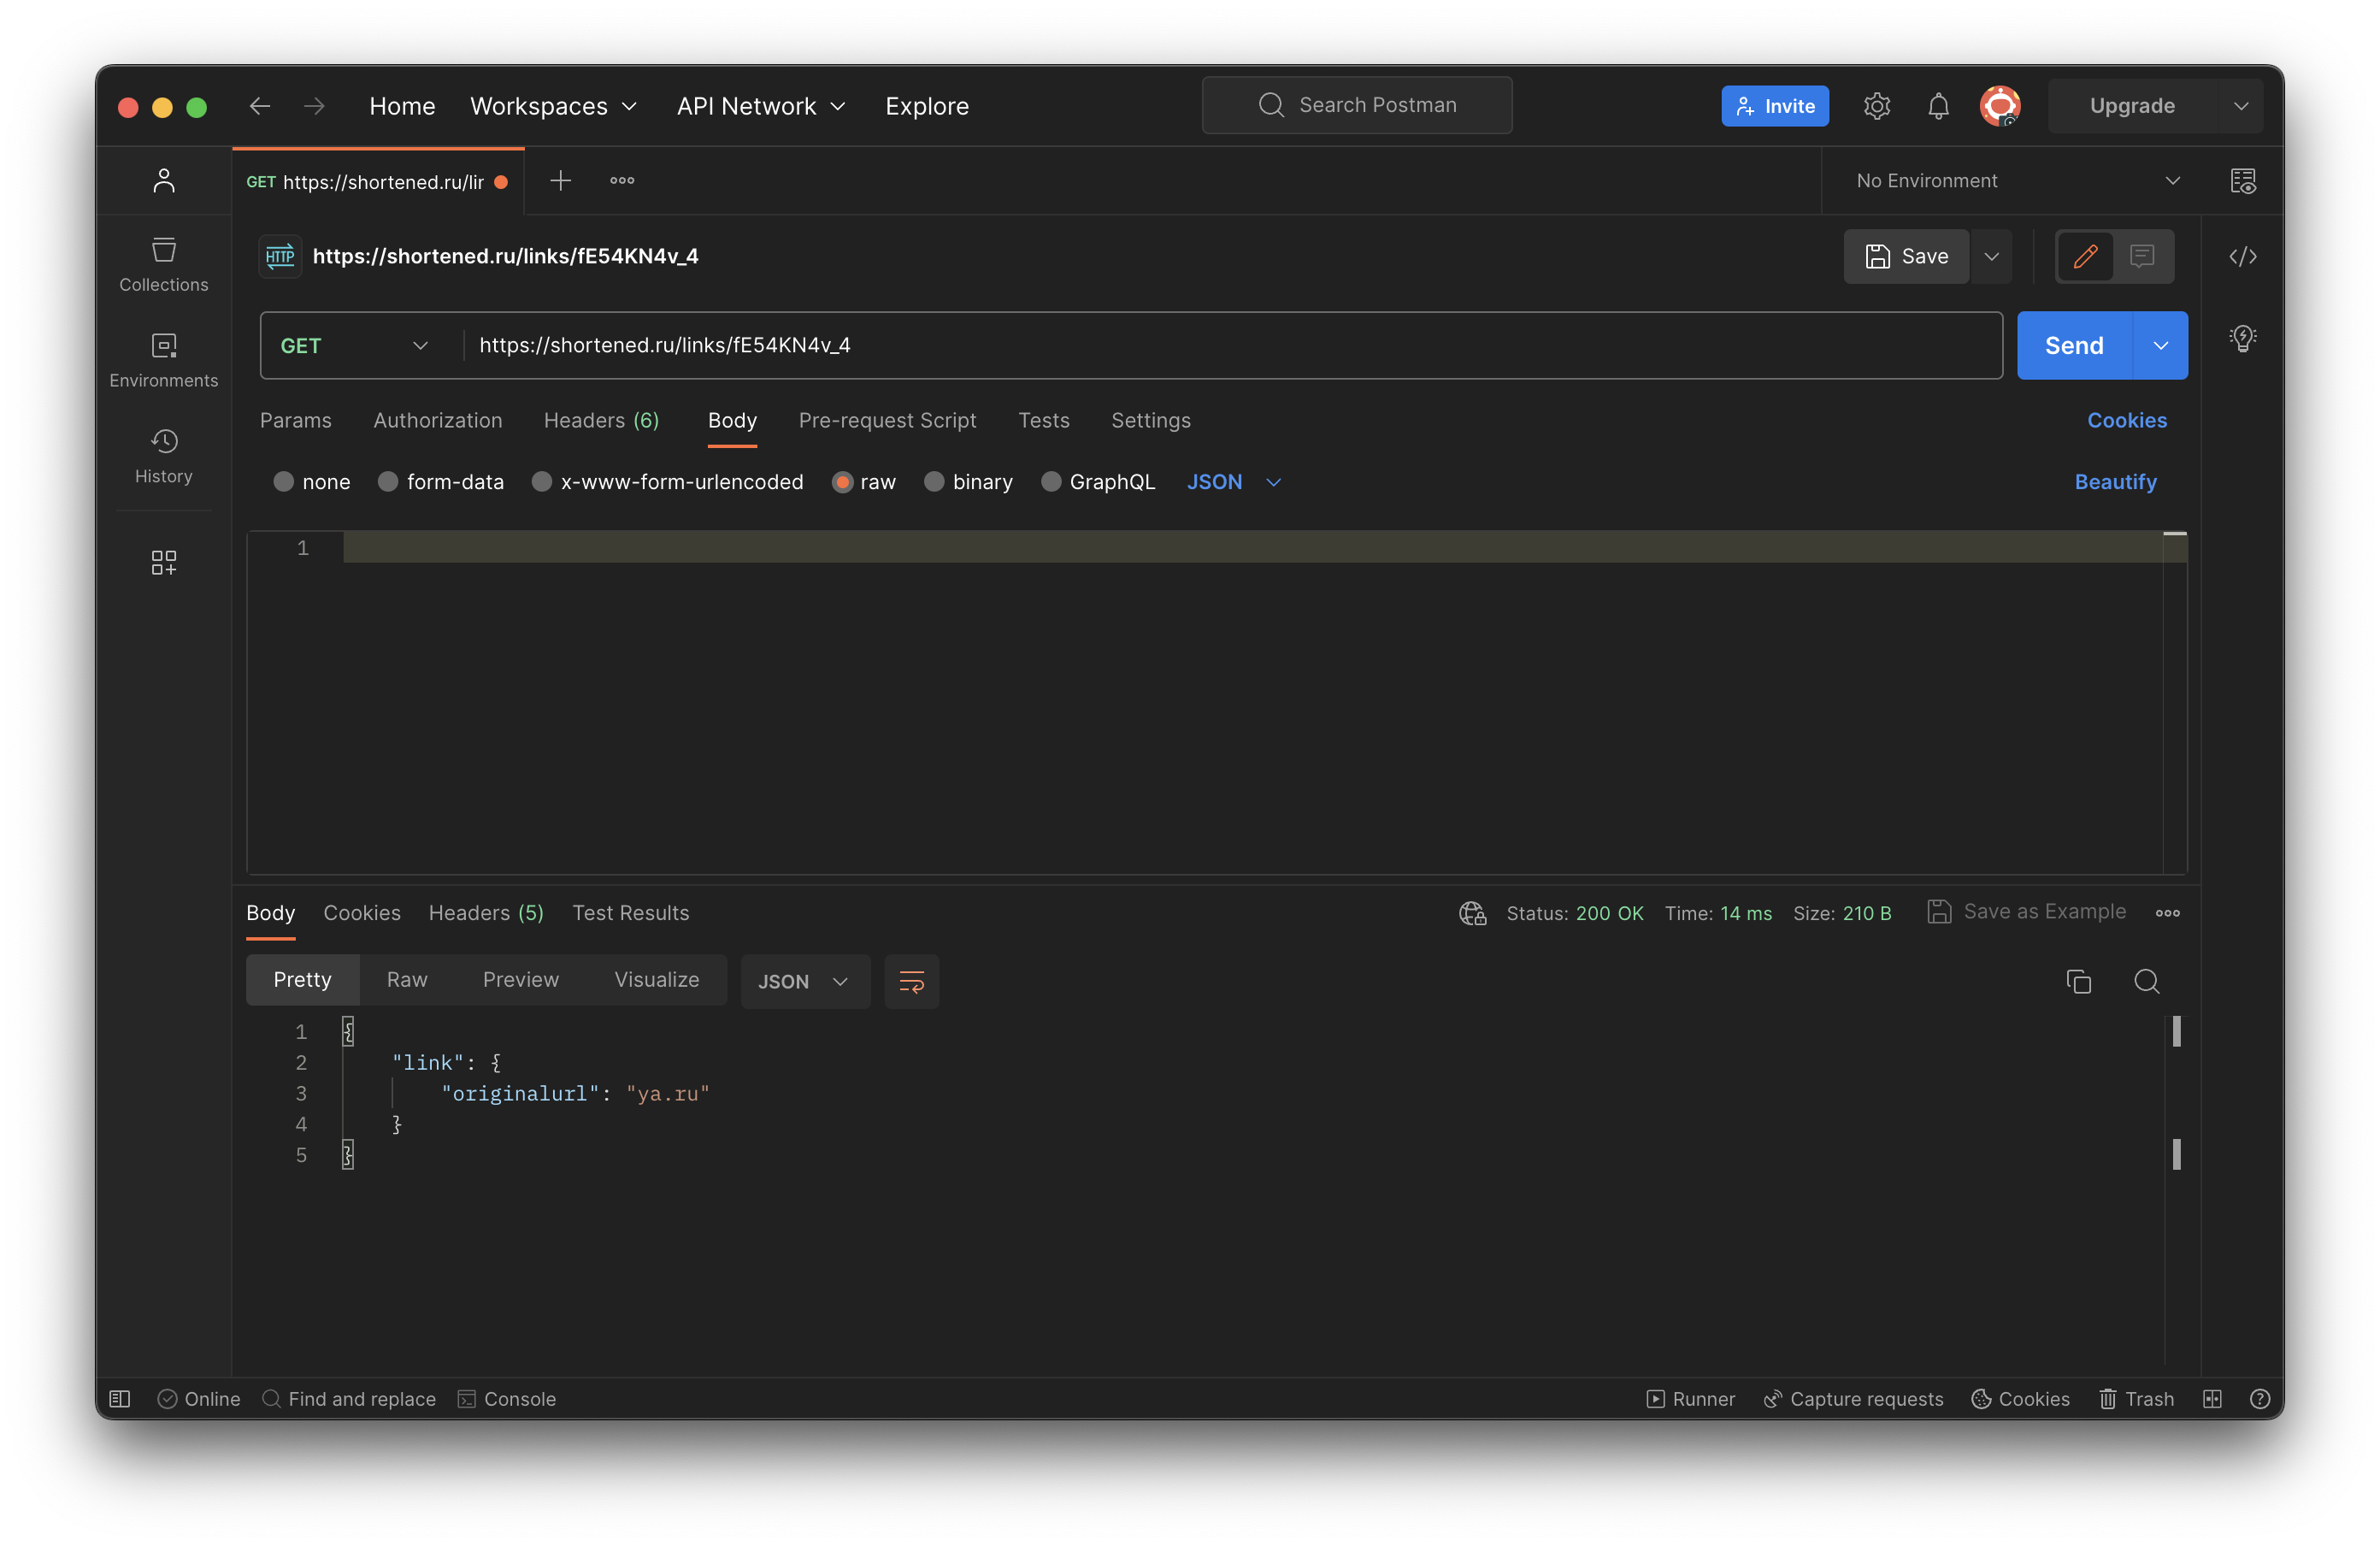 Home Workspaces API Network Explore Search Postman Invite Upgrade
GET https://shortened.ru/lir No Environment
HTTP https://shortened.ru/links/fE54KN4v_4 Save
Collections
GET https://shortened.ru/links/fE54KN4v_4 Send
Environments
Params Authorization Headers (6) Body Pre-request Script Tests Settings Cookies
History
none form-data x-www-form-urlencoded raw binary GraphQL JSON Beautify
1
Body Cookies Headers (5) Test Results Status: 200 OK Time: 14 ms Size: 210 B Save as Example
Pretty Raw Preview Visualize JSON
1 {
2 "link": {
3 "originalurl": "ya.ru"
4 }
5 }
Online Find and replace Console Runner Capture requests Cookies Trash